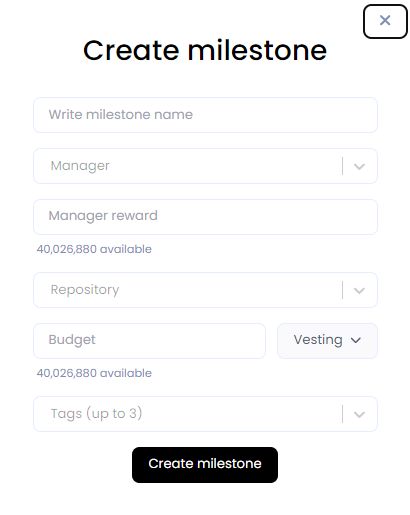 Create milestone
Write milestone name
Manager
Manager reward
40,026,880 available
Repository
Budget
Vesting
40,026,880 available
Tags (up to 3)
Create milestone